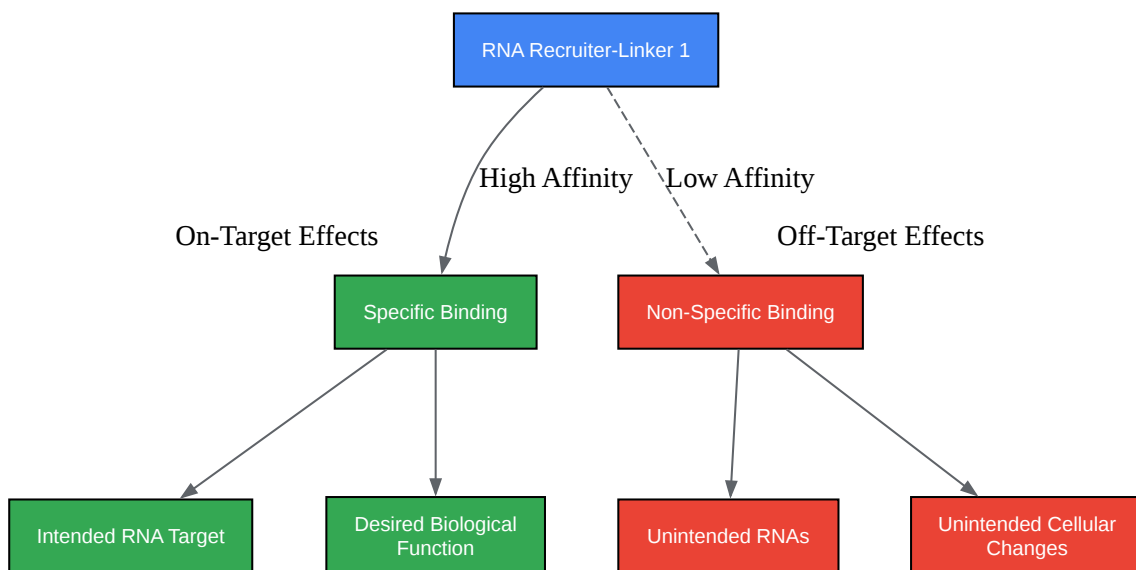 RNA Recruiter-Linker 1
High Affinity
Low Affinity
On-Target Effects
Off-Target Effects
Specific Binding
Non-Specific Binding
Intended RNA Target
Desired Biological
Function
Unintended RNAs
Unintended Cellular
Changes